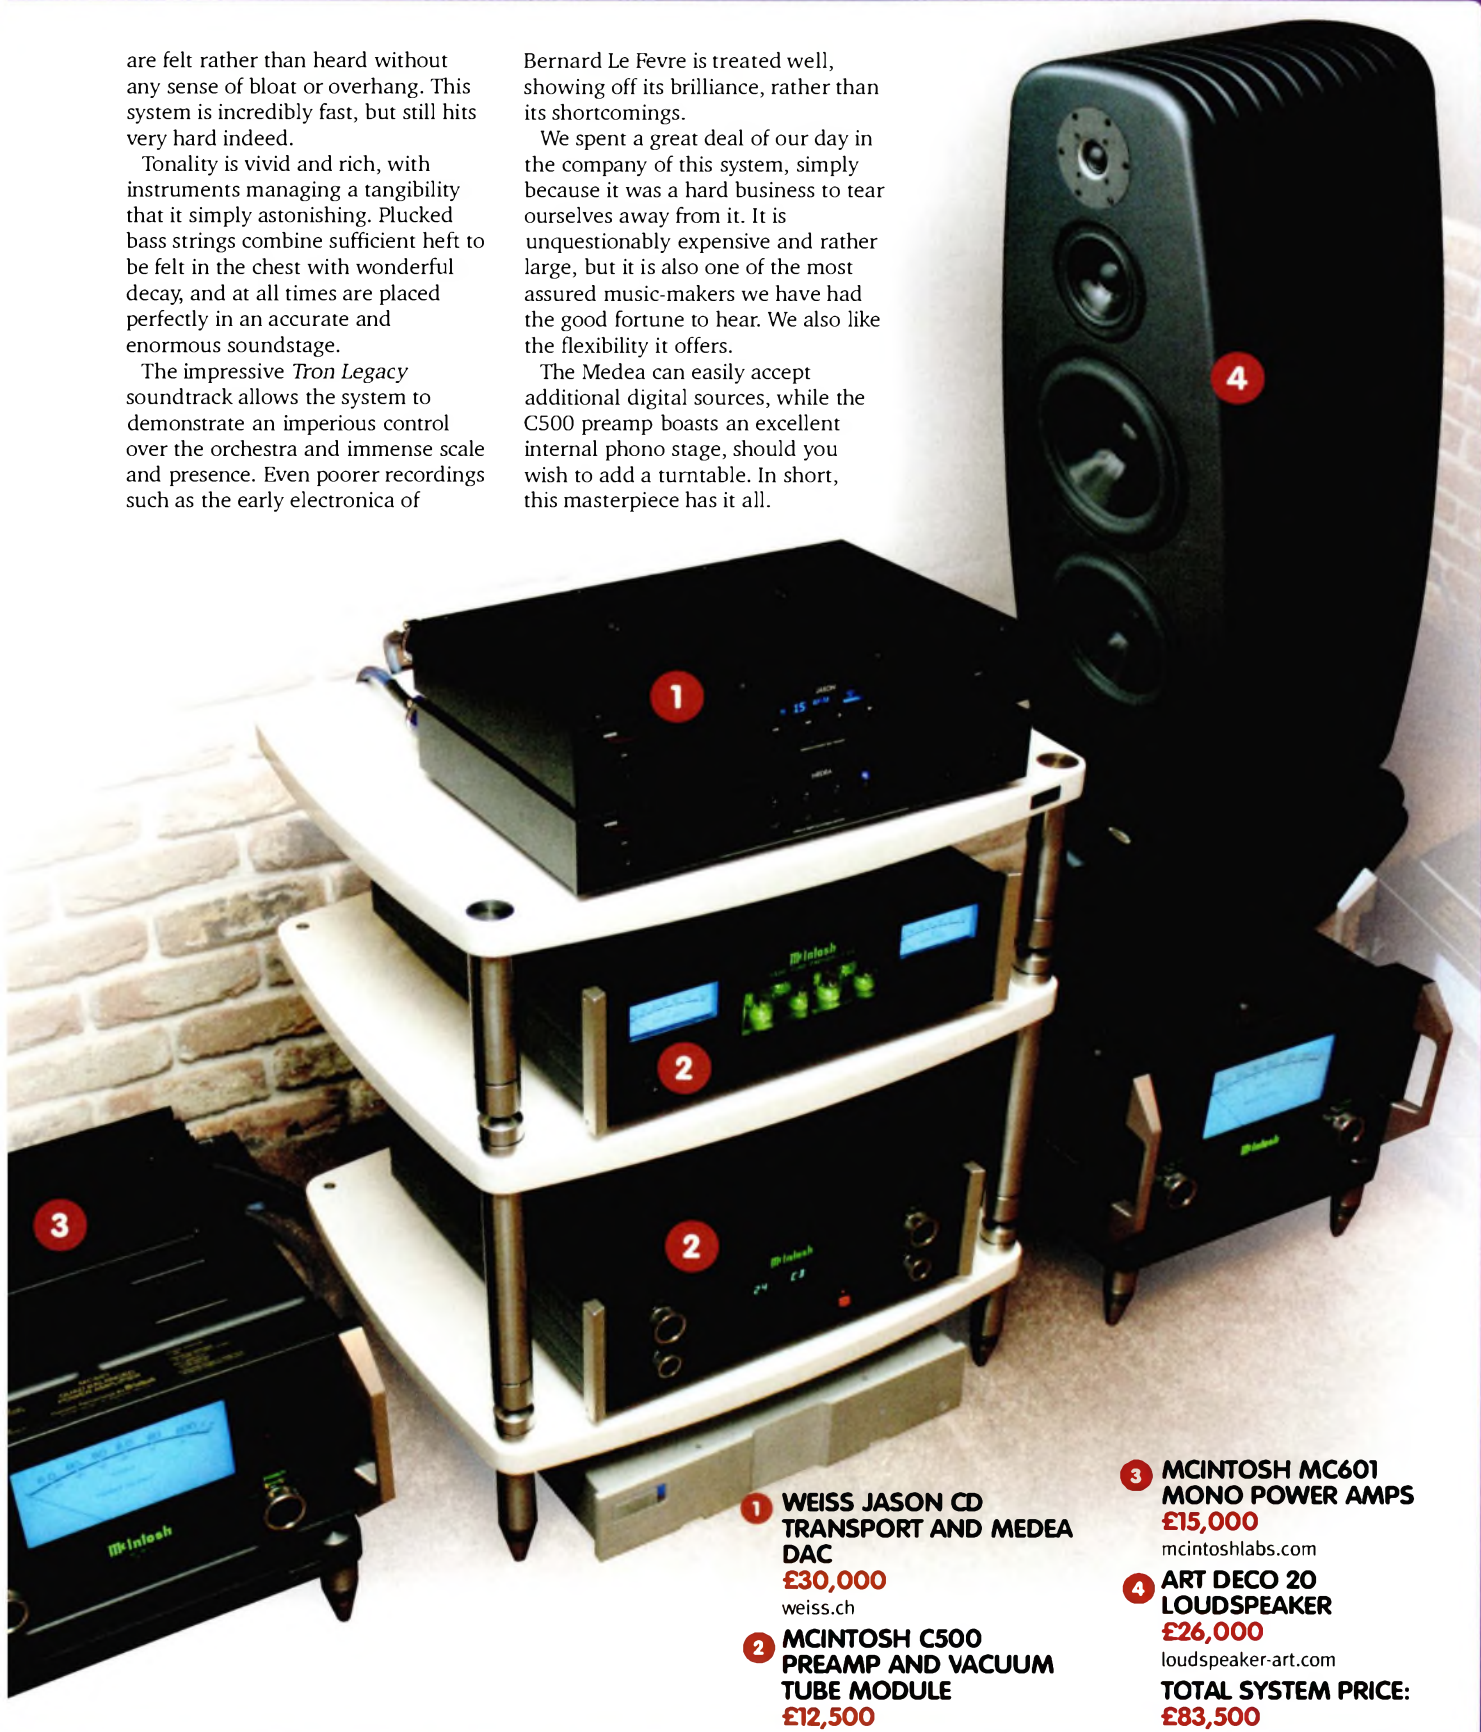 are felt rather than heard without
any sense of bloat or overhang. This
system is incredibly fast, but still hits
very hard indeed.
Tonality is vivid and rich, with
instruments managing a tangibility
that it simply astonishing. Plucked
bass strings combine sufficient heft to
be felt in the chest with wonderful
decay, and at all times are placed
perfectly in an accurate and
enormous soundstage.
The impressive Tron Legacy
soundtrack allows the system to
demonstrate an imperious control
over the orchestra and immense scale
and presence. Even poorer recordings
such as the early electronica of
Bernard Le Fevre is treated well,
showing off its brilliance, rather than
its shortcomings.
We spent a great deal of our day in
the company of this system, simply
because it was a hard business to tear
ourselves away from it. It is
unquestionably expensive and rather
large, but it is also one of the most
assured music-makers we have had
the good fortune to hear. We also like
the flexibility it offers.
The Medea can easily accept
additional digital sources, while the
C500 preamp boasts an excellent
internal phono stage, should you
wish to add a turntable. In short,
this masterpiece has it all.
4
1
JASON
15
MEDEA
McIntosh
2
McIntosh
3
2
McIntosh
24 CD
MC601
QUAD BALANCED
POWER AMPLIFIER
McIntosh
1 WEISS JASON CD
TRANSPORT AND MEDEA
DAC
£30,000
weiss.ch
2 MCINTOSH C500
PREAMP AND VACUUM
TUBE MODULE
£12,500
3 MCINTOSH MC601
MONO POWER AMPS
£15,000
mcintoshlabs.com
4 ART DECO 20
LOUDSPEAKER
£26,000
loudspeaker-art.com
TOTAL SYSTEM PRICE:
£83,500